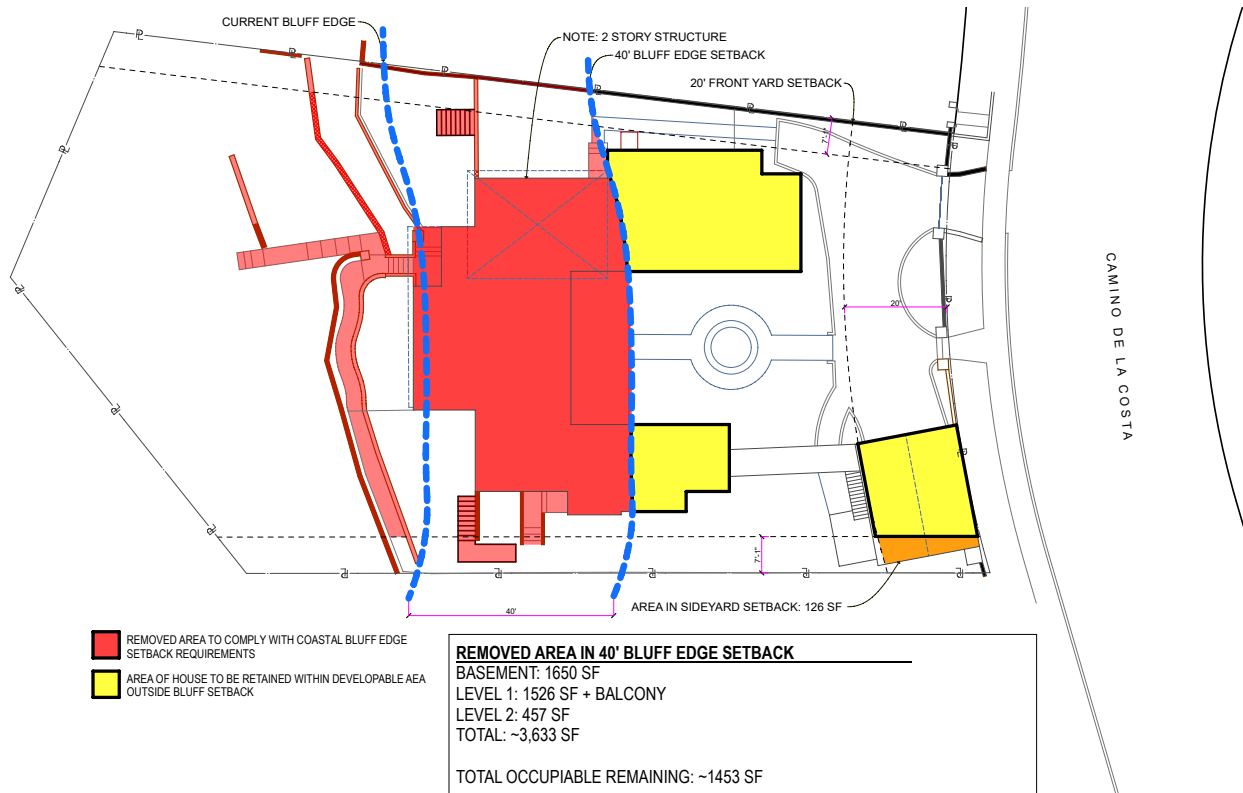 CURRENT BLUFF EDGE
NOTE: 2 STORY STRUCTURE
40' BLUFF EDGE SETBACK
20' FRONT YARD SETBACK
7'-1"
20'
CAMINO DE LA COSTA
7'-1"
40'
AREA IN SIDEYARD SETBACK: 126 SF
REMOVED AREA TO COMPLY WITH COASTAL BLUFF EDGE
SETBACK REQUIREMENTS
AREA OF HOUSE TO BE RETAINED WITHIN DEVELOPABLE AEA
OUTSIDE BLUFF SETBACK
REMOVED AREA IN 40' BLUFF EDGE SETBACK
BASEMENT: 1650 SF
LEVEL 1: 1526 SF + BALCONY
LEVEL 2: 457 SF
TOTAL: ~3,633 SF
TOTAL OCCUPIABLE REMAINING: ~1453 SF